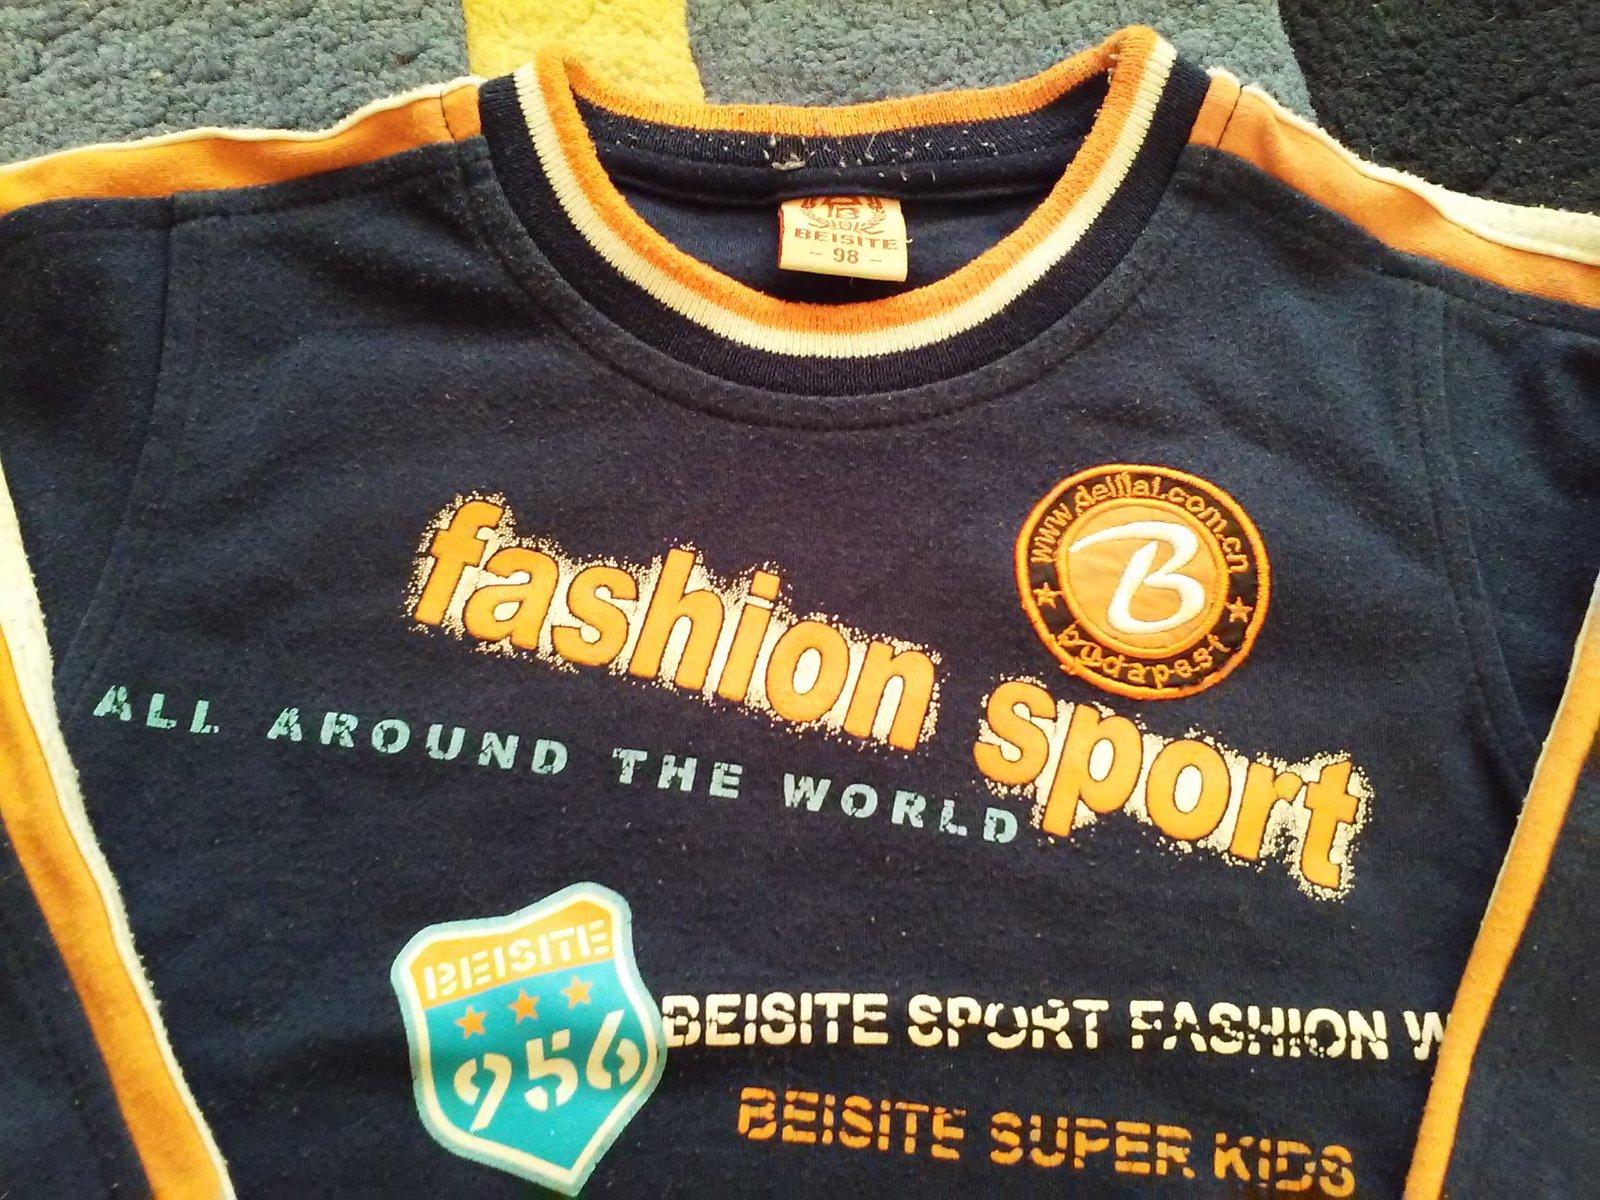 B
BEISITE
- 98 -
www.delfiai.com.cn
B
budapest
fashion sport
ALL AROUND THE WORLD
BEISITE
956
BEISITE SPORT FASHION W
BEISITE SUPER KIDS